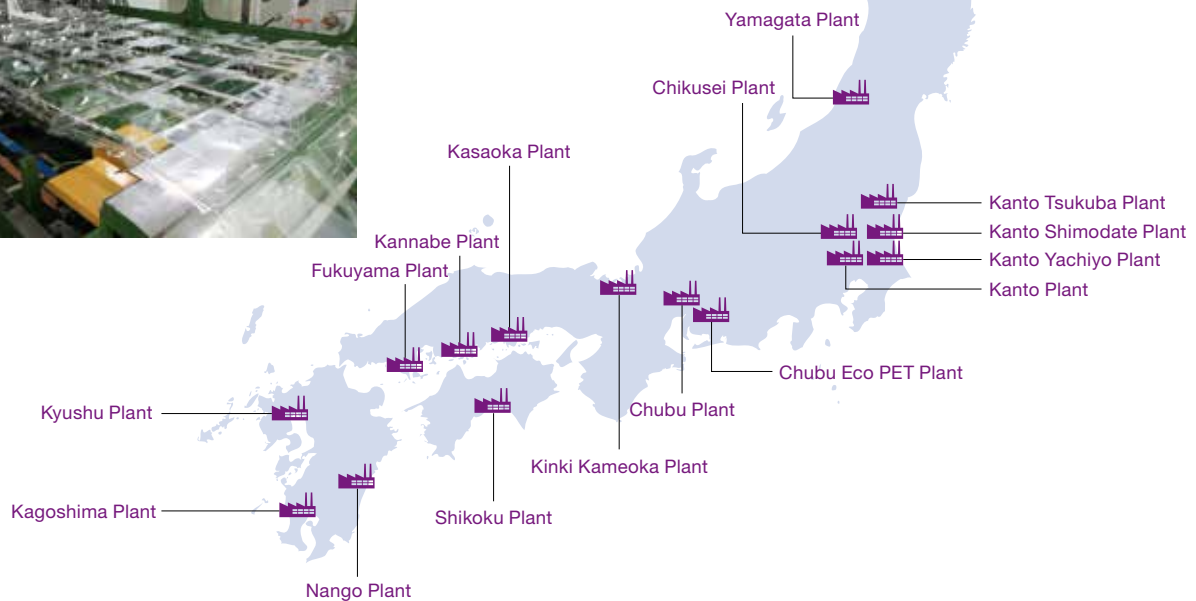 Yamagata Plant
Chikusei Plant
Kasaoka Plant
Kanto Tsukuba Plant
Kanto Shimodate Plant
Kannabe Plant
Kanto Yachiyo Plant
Fukuyama Plant
Kanto Plant
Chubu Eco PET Plant
Kyushu Plant
Chubu Plant
Kinki Kameoka Plant
Kagoshima Plant
Shikoku Plant
Nango Plant